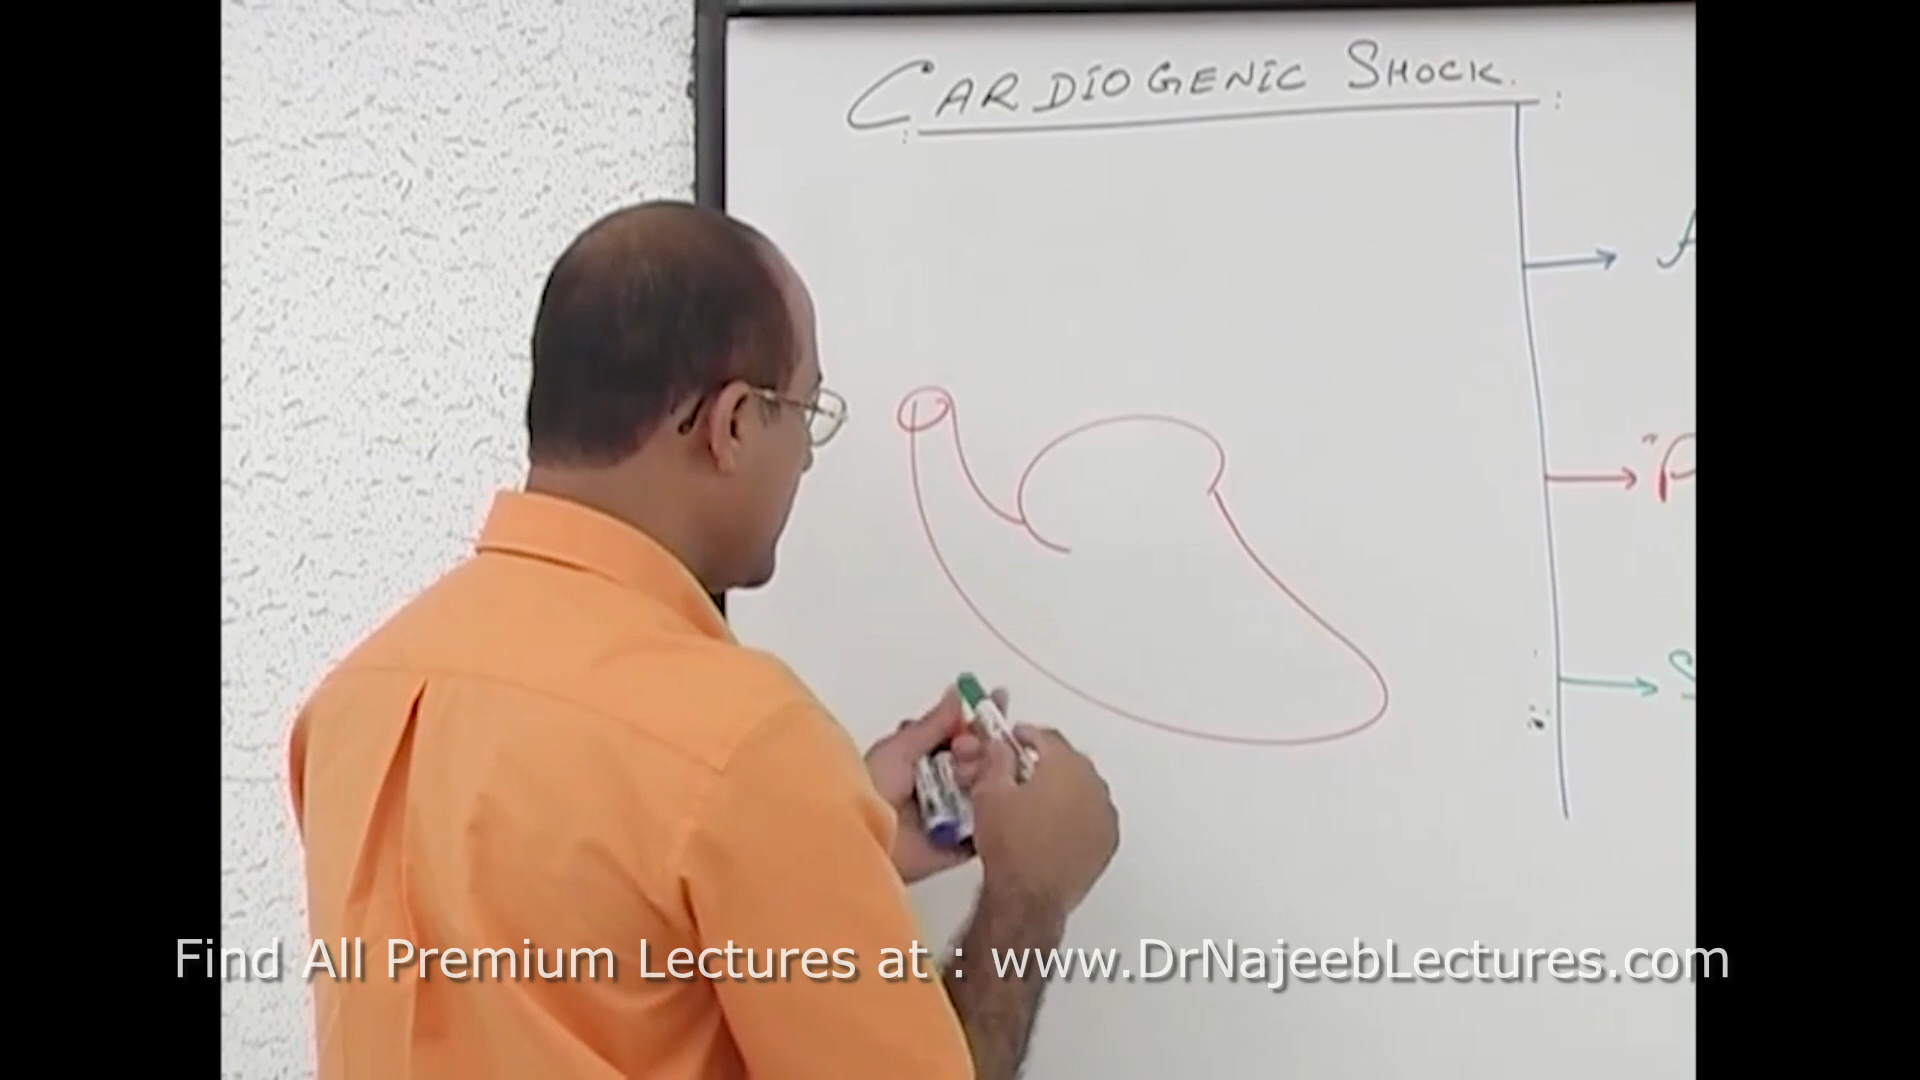 CARDIOGENIC SHOCK.
A
"P
S
Find All Premium Lectures at : www.DrNajeebLectures.com